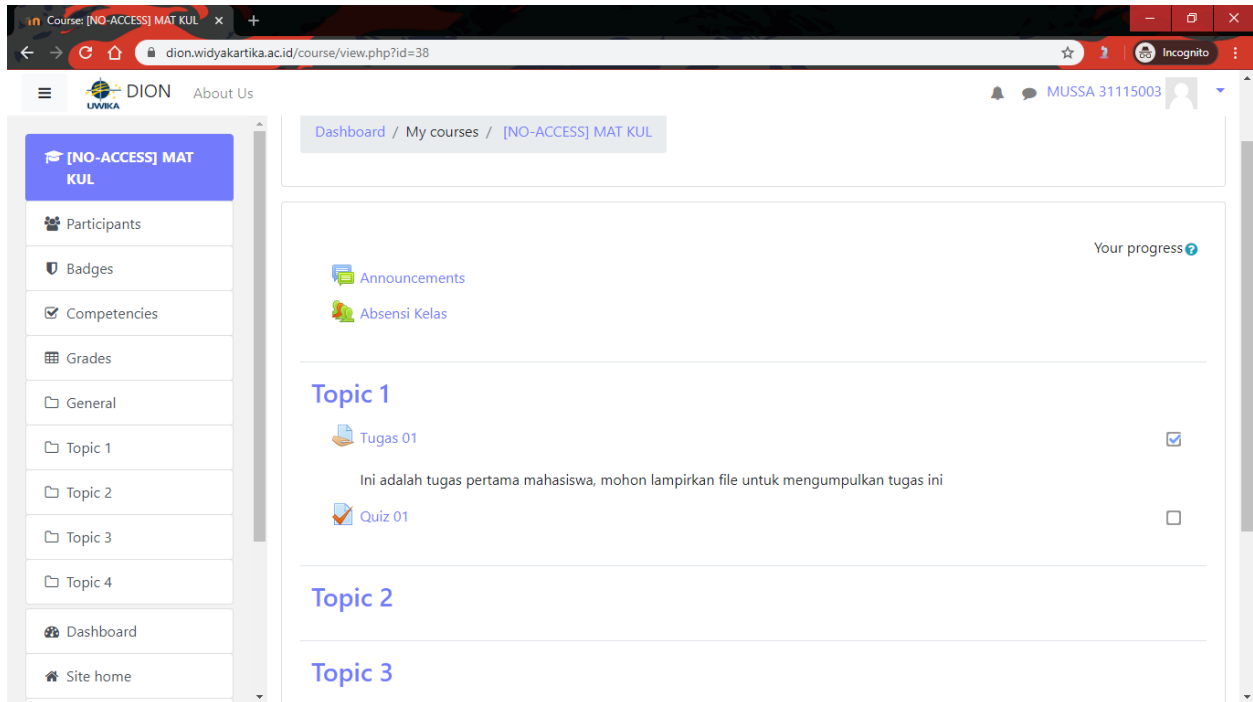 Course: [NO-ACCESS] MAT KUL
dion.widyakartika.ac.id/course/view.php?id=38
Incognito
UWIKA
DION
About Us
MUSSA 31115003
[NO-ACCESS] MAT
KUL
Participants
Badges
Competencies
Grades
General
Topic 1
Topic 2
Topic 3
Topic 4
Dashboard
Site home
Dashboard / My courses / [NO-ACCESS] MAT KUL
Your progress
Announcements
Absensi Kelas
Topic 1
Tugas 01
Ini adalah tugas pertama mahasiswa, mohon lampirkan file untuk mengumpulkan tugas ini
Quiz 01
Topic 2
Topic 3